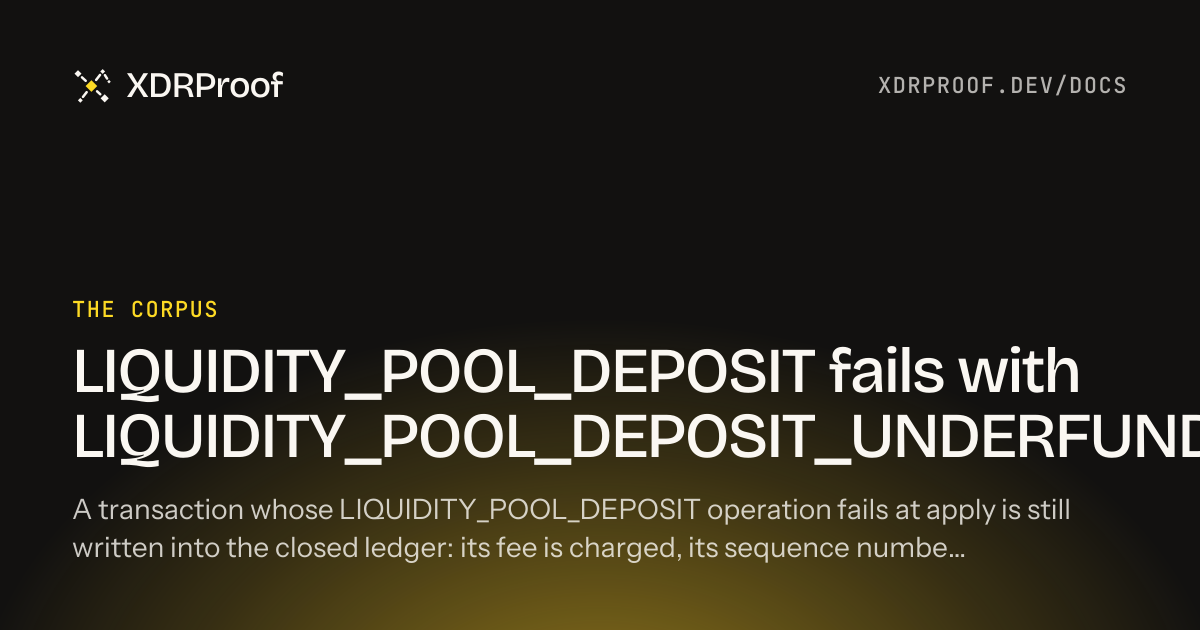 XDRProof
XDRPROOF.DEV/DOCS
THE CORPUS
LIQUIDITY_POOL_DEPOSIT fails with
LIQUIDITY_POOL_DEPOSIT_UNDERFUND
A transaction whose LIQUIDITY_POOL_DEPOSIT operation fails at apply is still
written into the closed ledger: its fee is charged, its sequence numbe...